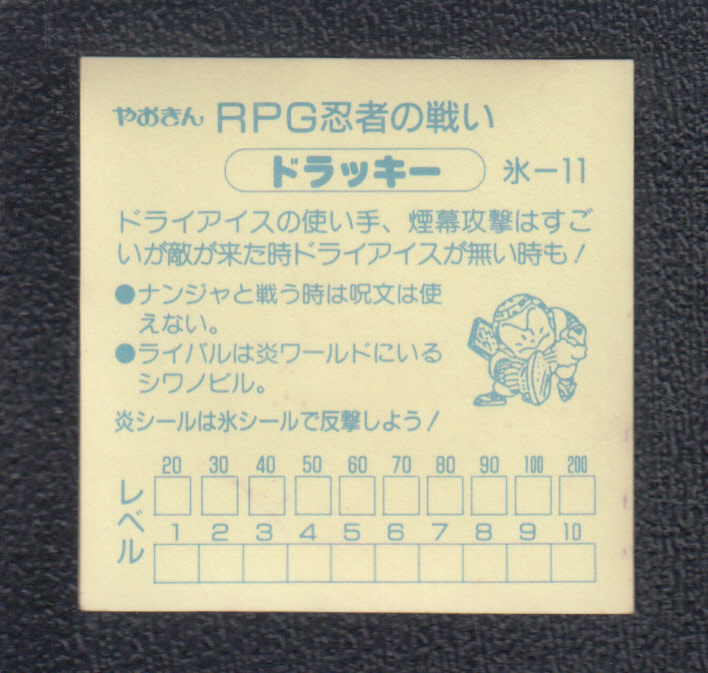 やおきん RPG忍者の戦い
ドラッキー 氷－11
ドライアイスの使い手、煙幕攻撃はすご
いが敵が来た時ドライアイスが無い時も！
●ナンジャと戦う時は呪文は使
えない。
●ライバルは炎ワールドにいる
シワノビル。
炎シールは氷シールで反撃しよう！
20 30 40 50 60 70 80 90 100 200
レベル
1 2 3 4 5 6 7 8 9 10